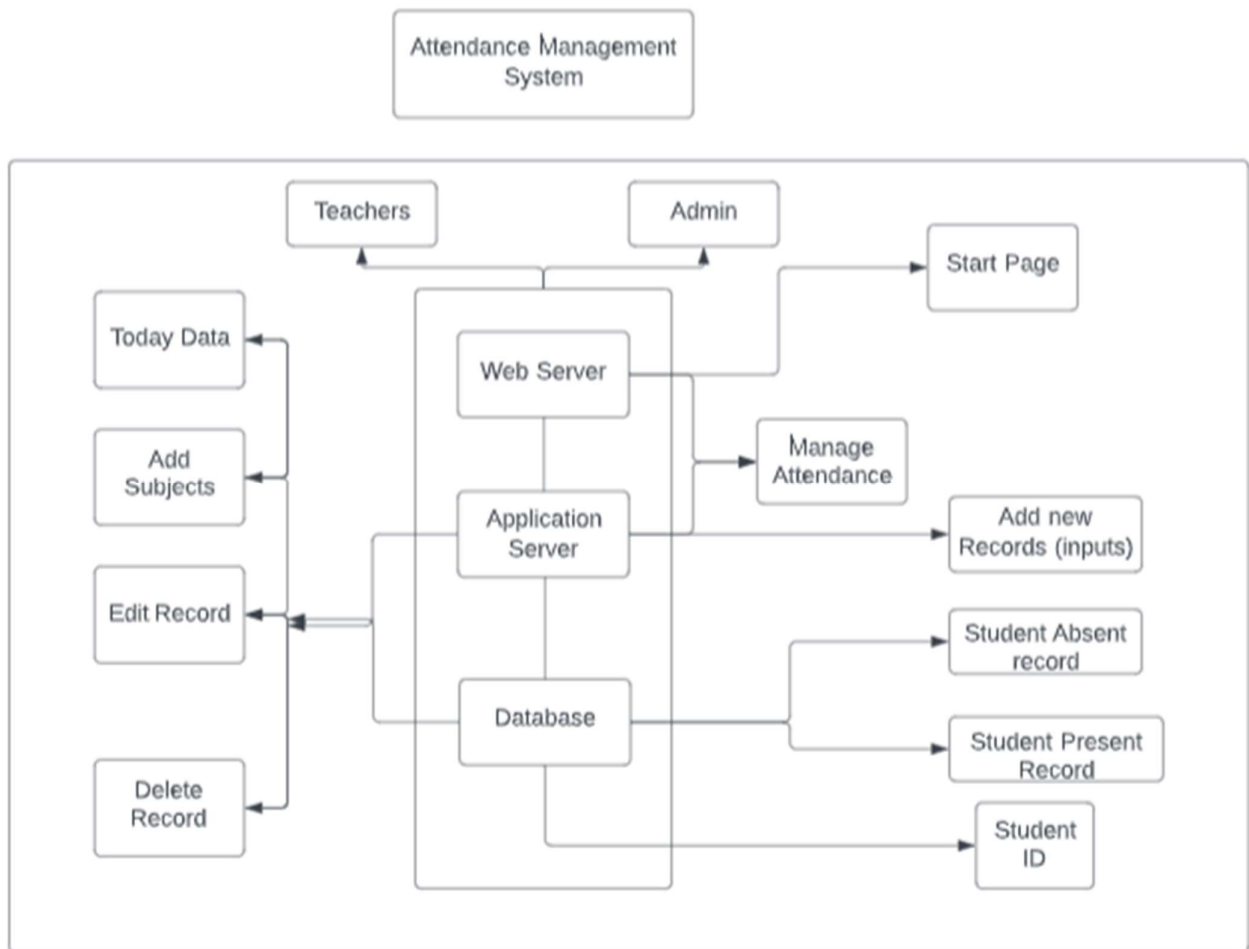 Attendance Management
System
Teachers
Admin
Start Page
Today Data
Web Server
Add
Subjects
Manage
Attendance
Application
Server
Add new
Records (inputs)
Edit Record
Student Absent
record
Database
Student Present
Record
Delete
Record
Student
ID